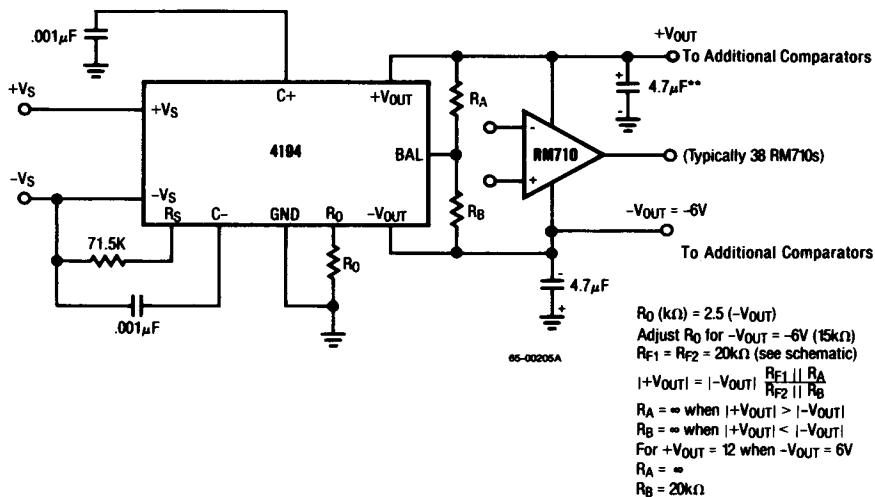 .001μF
+VS
-VS
+VS
-VS
C+
+VOUT
4194
BAL
RS
C-
GND
RO
-VOUT
71.5K
.001μF
RO
RA
RB
-
+
RM710
+VOUT
To Additional Comparators
+
4.7μF**
-
(Typically 38 RM710s)
-VOUT = -6V
To Additional Comparators
-
4.7μF
+
65-00205A
RO (kΩ) = 2.5 (-VOUT)
Adjust RO for -VOUT = -6V (15kΩ)
RF1 = RF2 = 20kΩ (see schematic)
|+VOUT| = |-VOUT| RF1 || RA / RF2 || RB
RA = ∞ when |+VOUT| > |-VOUT|
RB = ∞ when |+VOUT| < |-VOUT|
For +VOUT = 12 when -VOUT = 6V
RA = ∞
RB = 20kΩ